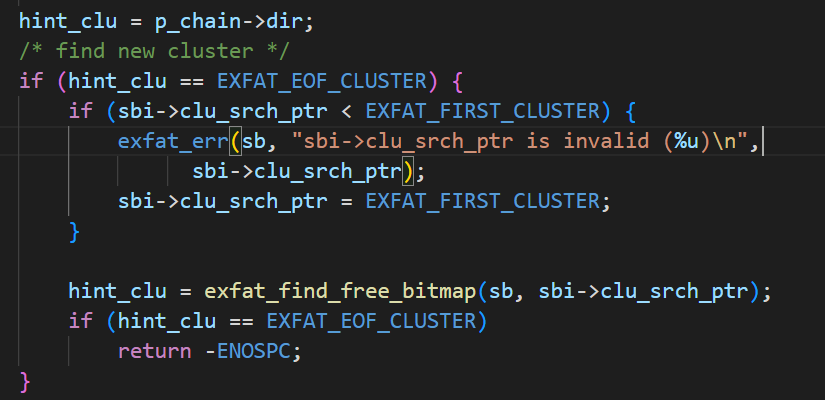 hint_clu = p_chain->dir;
/* find new cluster */
if (hint_clu == EXFAT_EOF_CLUSTER) {
if (sbi->clu_srch_ptr < EXFAT_FIRST_CLUSTER) {
exfat_err(sb, "sbi->clu_srch_ptr is invalid (%u)\n",
sbi->clu_srch_ptr);
sbi->clu_srch_ptr = EXFAT_FIRST_CLUSTER;
}
hint_clu = exfat_find_free_bitmap(sb, sbi->clu_srch_ptr);
if (hint_clu == EXFAT_EOF_CLUSTER)
return -ENOSPC;
}